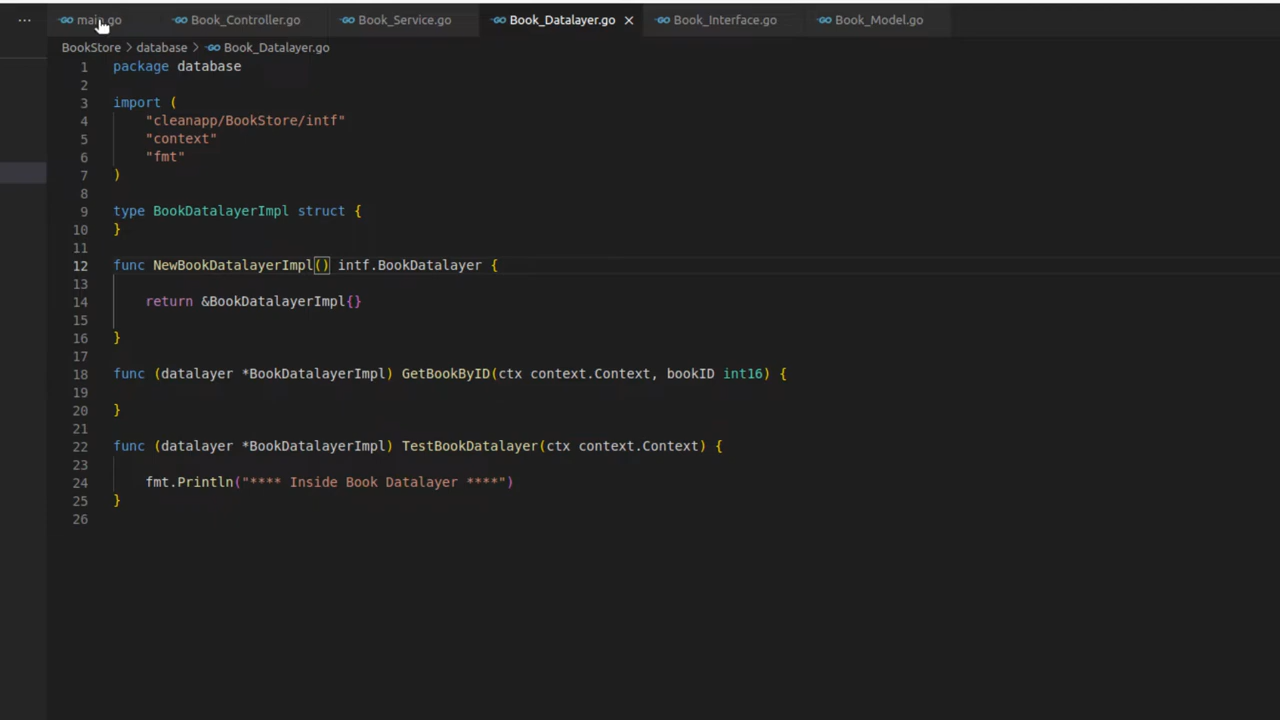 main.go Book_Controller.go Book_Service.go Book_Datalayer.go × Book_Interface.go Book_Model.go
BookStore > database > Book_Datalayer.go
1 package database
2
3 import (
4 "cleanapp/BookStore/intf"
5 "context"
6 "fmt"
7 )
8
9 type BookDatalayerImpl struct {
10 }
11
12 func NewBookDatalayerImpl() intf.BookDatalayer {
13
14 return &BookDatalayerImpl{}
15
16 }
17
18 func (datalayer *BookDatalayerImpl) GetBookByID(ctx context.Context, bookID int16) {
19
20 }
21
22 func (datalayer *BookDatalayerImpl) TestBookDatalayer(ctx context.Context) {
23
24 fmt.Println("**** Inside Book Datalayer ****")
25 }
26